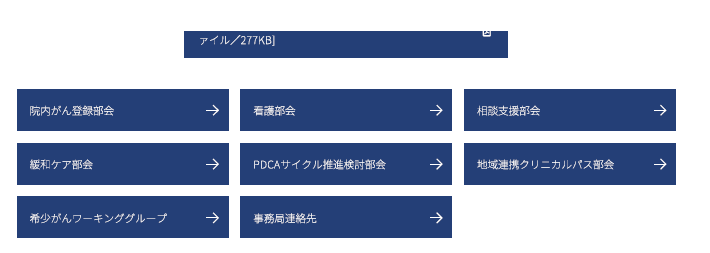 ァイル／277KB]
院内がん登録部会
看護部会
相談支援部会
緩和ケア部会
PDCAサイクル推進検討部会
地域連携クリニカルパス部会
希少がんワーキンググループ
事務局連絡先